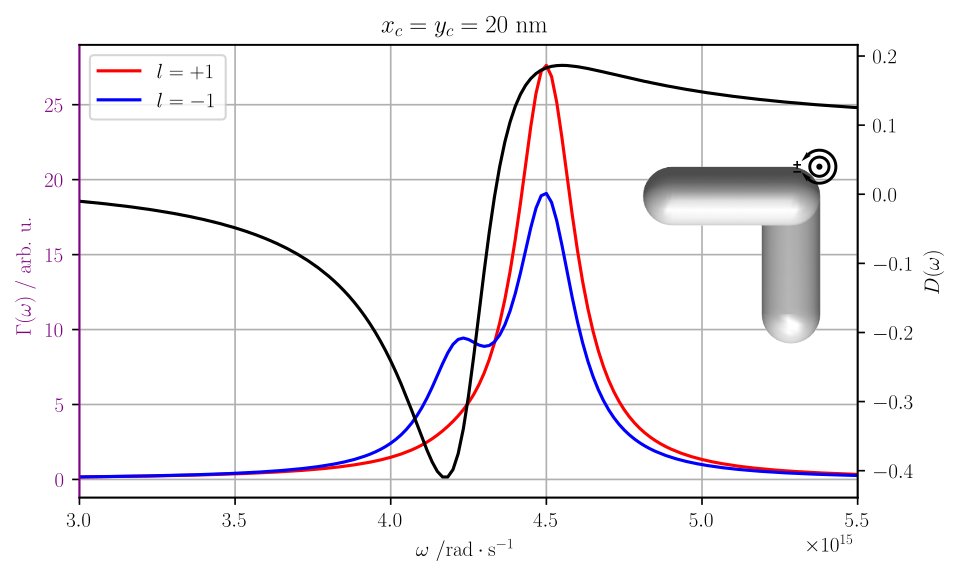 x_c = y_c = 20 nm
l = +1
l = −1
Γ(ω) / arb. u.
25
20
15
10
5
0
0.2
0.1
0.0
−0.1
−0.2
−0.3
−0.4
D(ω)
±
3.0 3.5 4.0 4.5 5.0 5.5
×10¹⁵
ω /rad · s⁻¹